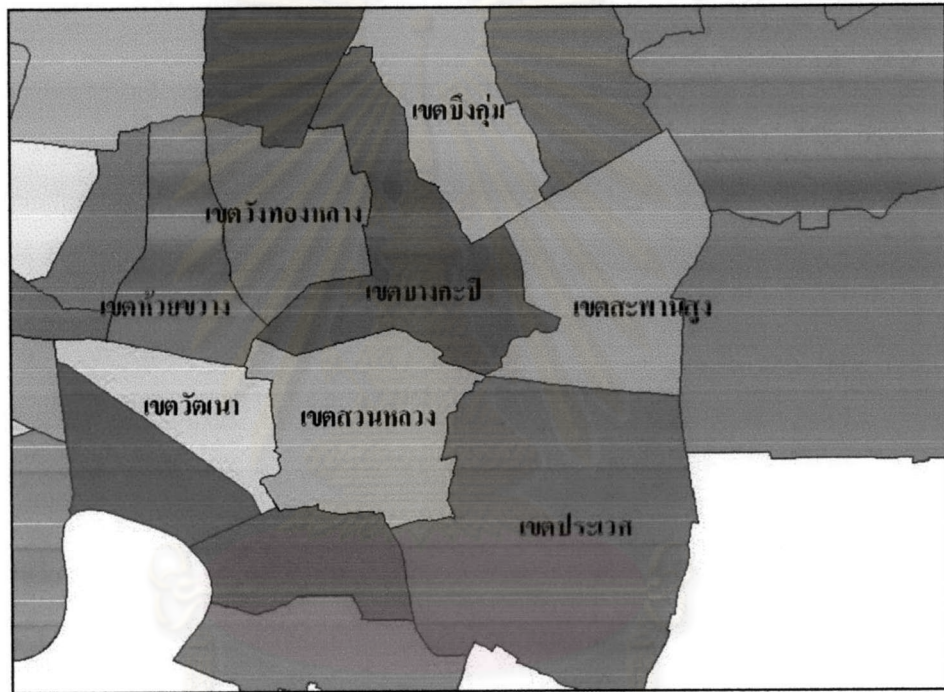 เขตบึงกุ่ม
เขตวังทองหลาง
เขตบางกะปิ
เขตห้วยขวาง
เขตสะพานสูง
เขตวัฒนา
เขตสวนหลวง
เขตประเวศ